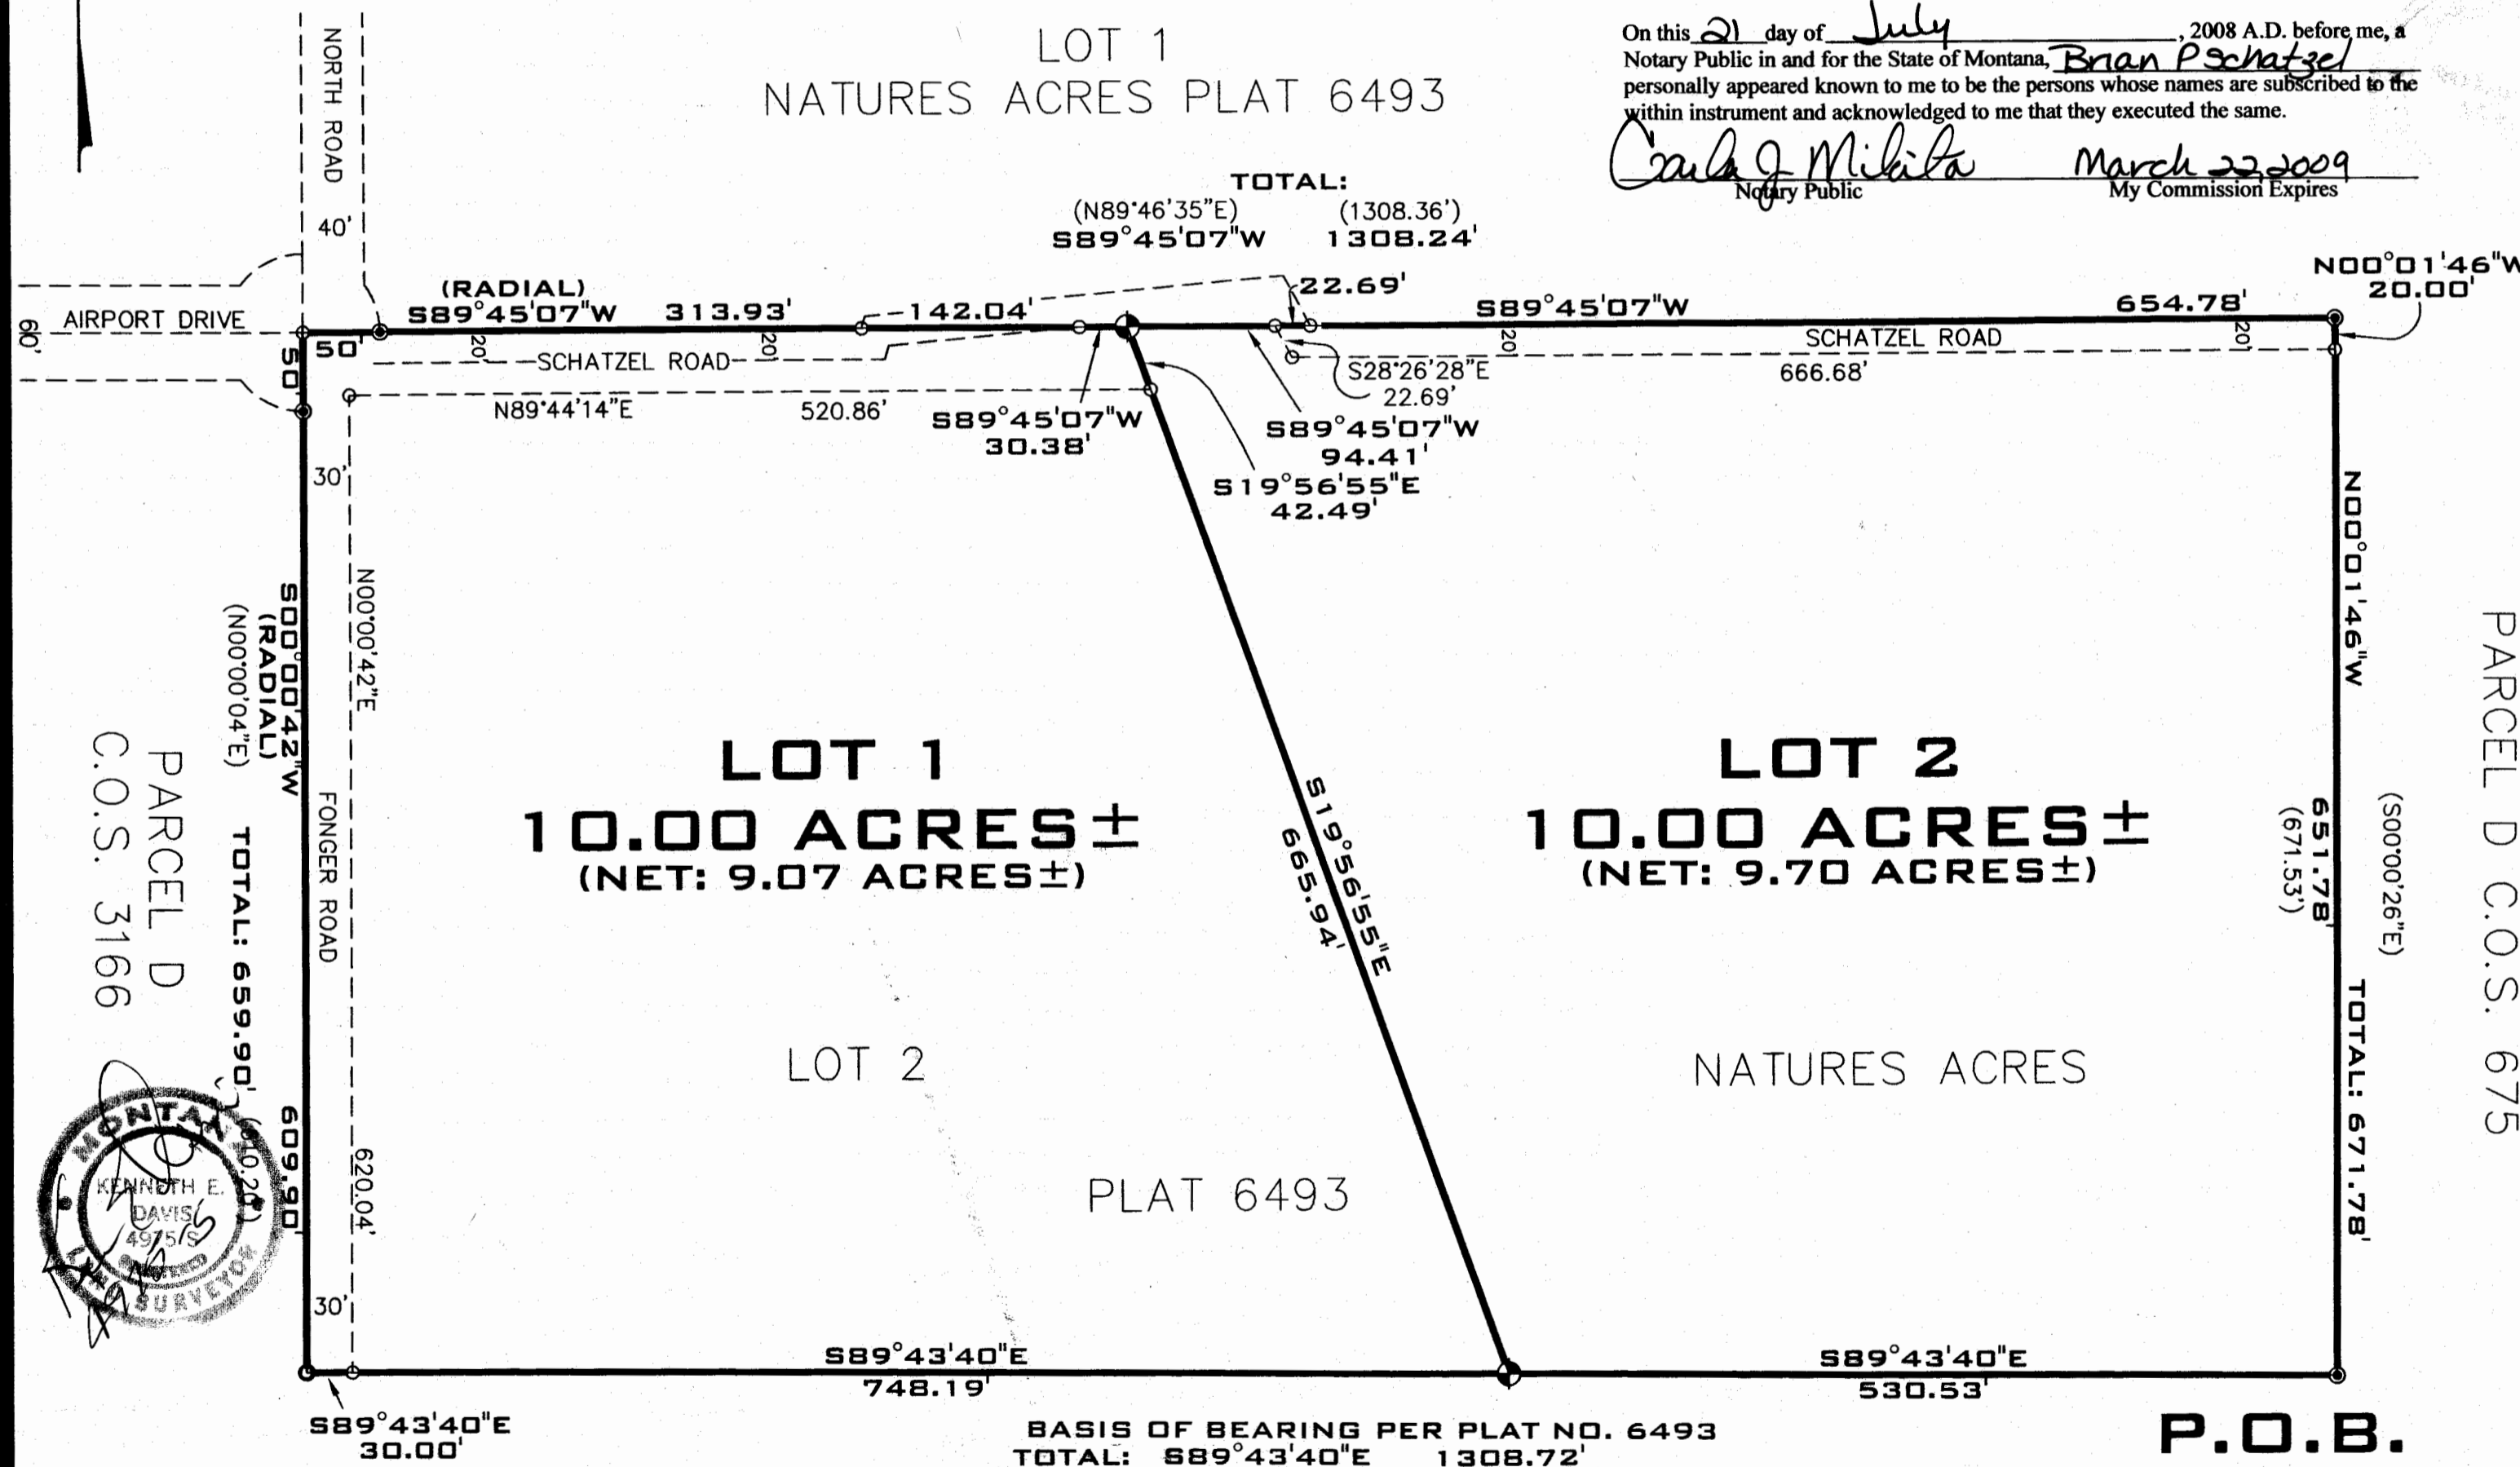 LOT 1
NATURES ACRES PLAT 6493
On this 21 day of July, 2008 A.D. before me, a
Notary Public in and for the State of Montana, Brian P Schatzel
personally appeared known to me to be the persons whose names are subscribed to the
within instrument and acknowledged to me that they executed the same.
Carla J Mikita March 22, 2009
Notary Public My Commission Expires
NORTH ROAD
40'
TOTAL:
(N89°46'35"E) (1308.36')
S89°45'07"W 1308.24'
N00°01'46"W
20.00'
AIRPORT DRIVE
60'
(RADIAL)
S89°45'07"W 313.93'
142.04'
22.69'
S89°45'07"W
654.78'
50'
50'
20'
SCHATZEL ROAD
20'
20'
SCHATZEL ROAD
20'
S28°26'28"E
22.69'
666.68'
N89°44'14"E 520.86'
S89°45'07"W
30.38'
S89°45'07"W
94.41'
S19°56'55"E
42.49'
30'
N00°00'42"E
S00°00'42"W
(RADIAL)
(N00°00'04"E)
N00°01'46"W
PARCEL D C.O.S. 675
LOT 1
10.00 ACRES±
(NET: 9.07 ACRES±)
LOT 2
10.00 ACRES±
(NET: 9.70 ACRES±)
S19°56'55"E
665.94'
651.78'
(671.53')
(S00°00'26"E)
PARCEL D
C.O.S. 3166
FONGER ROAD
TOTAL: 659.90'
609.90'
620.04'
TOTAL: 671.78'
LOT 2
NATURES ACRES
PLAT 6493
MONTANA
KENNETH E.
DAVIS
4975/S
SURVEYOR
30'
S89°43'40"E
748.19'
S89°43'40"E
530.53'
S89°43'40"E
30.00'
BASIS OF BEARING PER PLAT NO. 6493
TOTAL: S89°43'40"E 1308.72'
P.O.B.